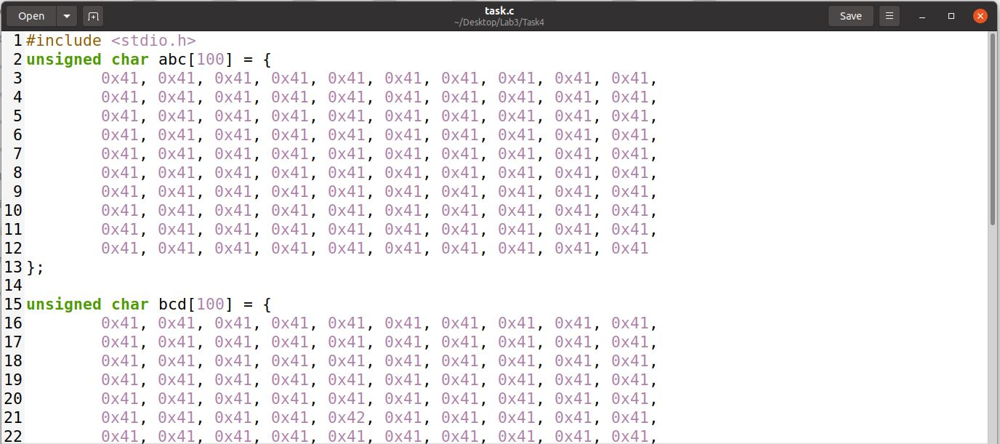 Open
task.c
~/Desktop/Lab3/Task4
Save
1 #include <stdio.h>
2 unsigned char abc[100] = {
3 0x41, 0x41, 0x41, 0x41, 0x41, 0x41, 0x41, 0x41, 0x41, 0x41,
4 0x41, 0x41, 0x41, 0x41, 0x41, 0x41, 0x41, 0x41, 0x41, 0x41,
5 0x41, 0x41, 0x41, 0x41, 0x41, 0x41, 0x41, 0x41, 0x41, 0x41,
6 0x41, 0x41, 0x41, 0x41, 0x41, 0x41, 0x41, 0x41, 0x41, 0x41,
7 0x41, 0x41, 0x41, 0x41, 0x41, 0x41, 0x41, 0x41, 0x41, 0x41,
8 0x41, 0x41, 0x41, 0x41, 0x41, 0x41, 0x41, 0x41, 0x41, 0x41,
9 0x41, 0x41, 0x41, 0x41, 0x41, 0x41, 0x41, 0x41, 0x41, 0x41,
10 0x41, 0x41, 0x41, 0x41, 0x41, 0x41, 0x41, 0x41, 0x41, 0x41,
11 0x41, 0x41, 0x41, 0x41, 0x41, 0x41, 0x41, 0x41, 0x41, 0x41,
12 0x41, 0x41, 0x41, 0x41, 0x41, 0x41, 0x41, 0x41, 0x41, 0x41
13 };
14
15 unsigned char bcd[100] = {
16 0x41, 0x41, 0x41, 0x41, 0x41, 0x41, 0x41, 0x41, 0x41, 0x41,
17 0x41, 0x41, 0x41, 0x41, 0x41, 0x41, 0x41, 0x41, 0x41, 0x41,
18 0x41, 0x41, 0x41, 0x41, 0x41, 0x41, 0x41, 0x41, 0x41, 0x41,
19 0x41, 0x41, 0x41, 0x41, 0x41, 0x41, 0x41, 0x41, 0x41, 0x41,
20 0x41, 0x41, 0x41, 0x41, 0x41, 0x41, 0x41, 0x41, 0x41, 0x41,
21 0x41, 0x41, 0x41, 0x41, 0x42, 0x41, 0x41, 0x41, 0x41, 0x41,
22 0x41, 0x41, 0x41, 0x41, 0x41, 0x41, 0x41, 0x41, 0x41, 0x41,